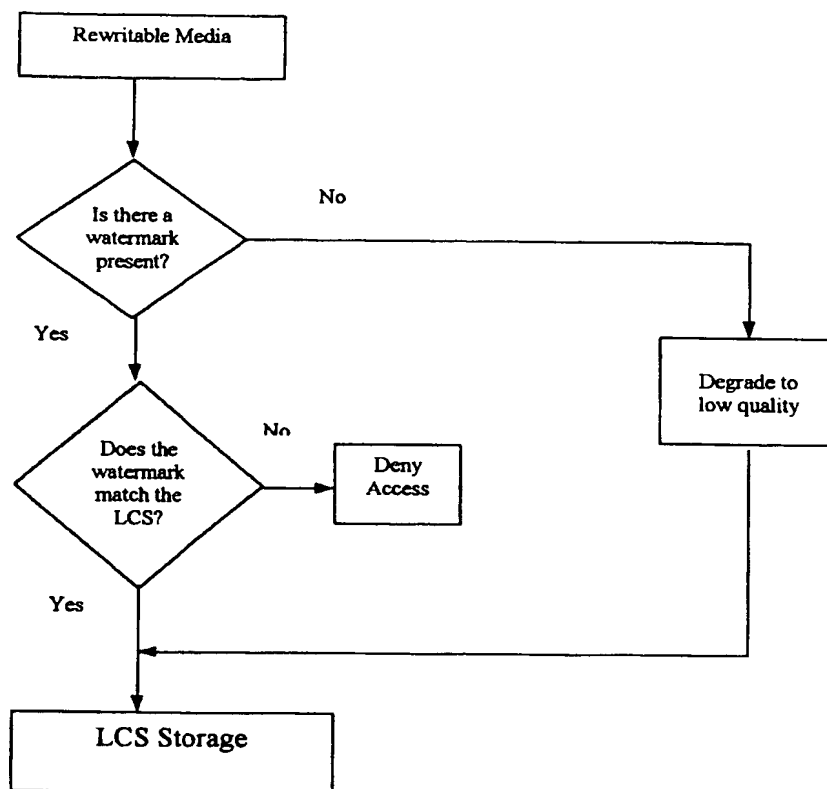 Rewritable Media
No
Is there a
watermark
present?
Yes
Degrade to
low quality
No
Does the
watermark
match the
LCS?
Deny
Access
Yes
LCS Storage